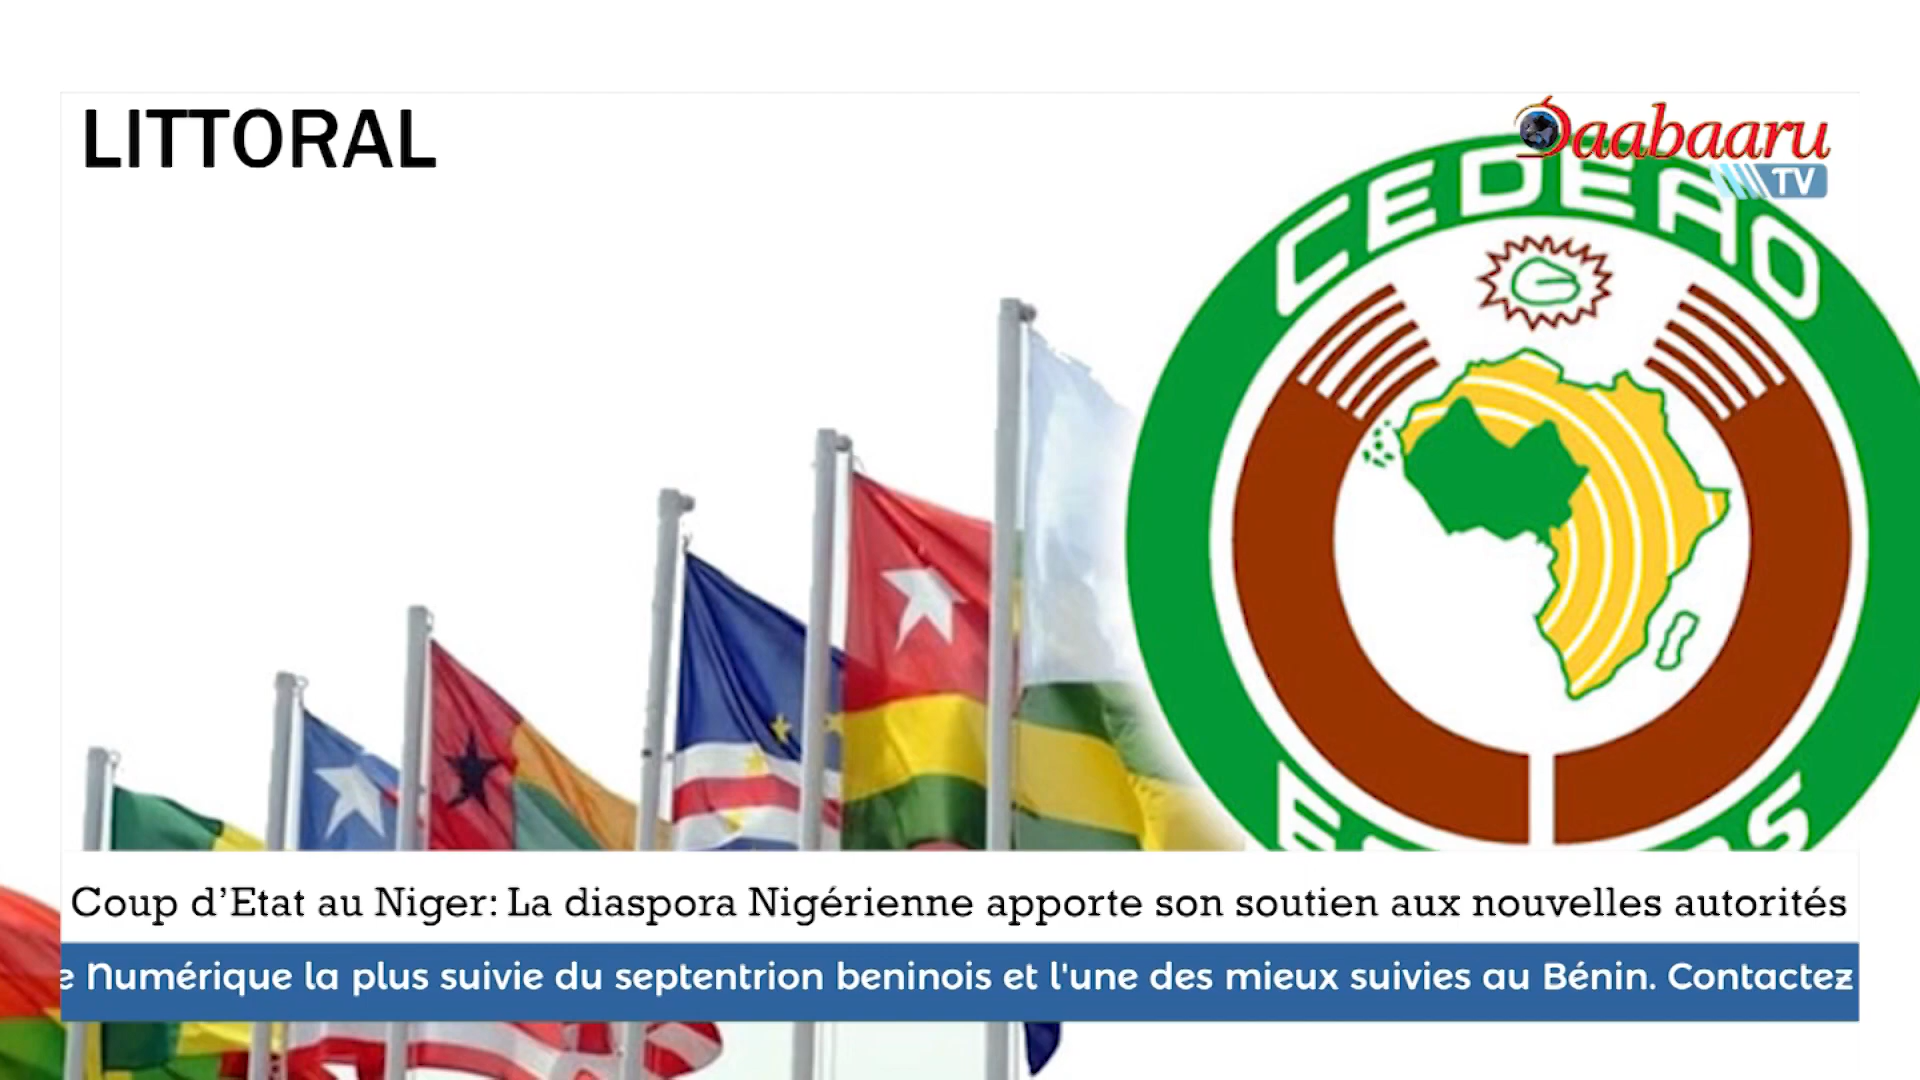 LITTORAL
Daabaaru
TV
CEDEAO
Coup d’Etat au Niger: La diaspora Nigérienne apporte son soutien aux nouvelles autorités
Numérique la plus suivie du septentrion beninois et l'une des mieux suivies au Bénin. Contactez